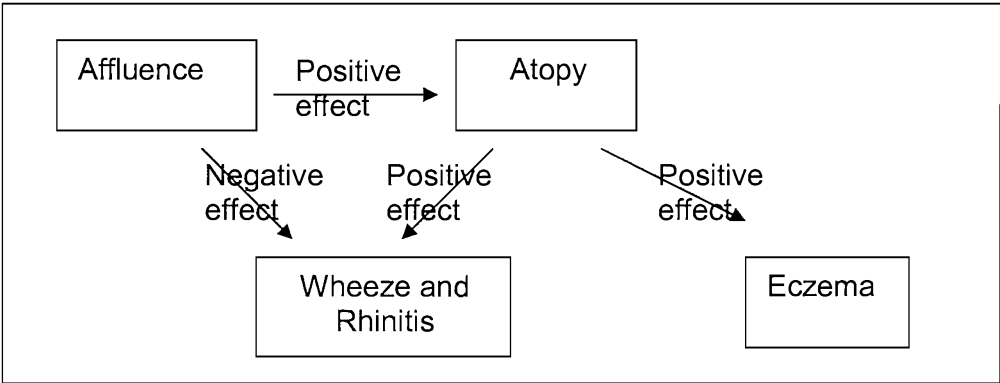 Affluence
Positive
effect
Atopy
Negative
effect
Positive
effect
Positive
effect
Wheeze and
Rhinitis
Eczema